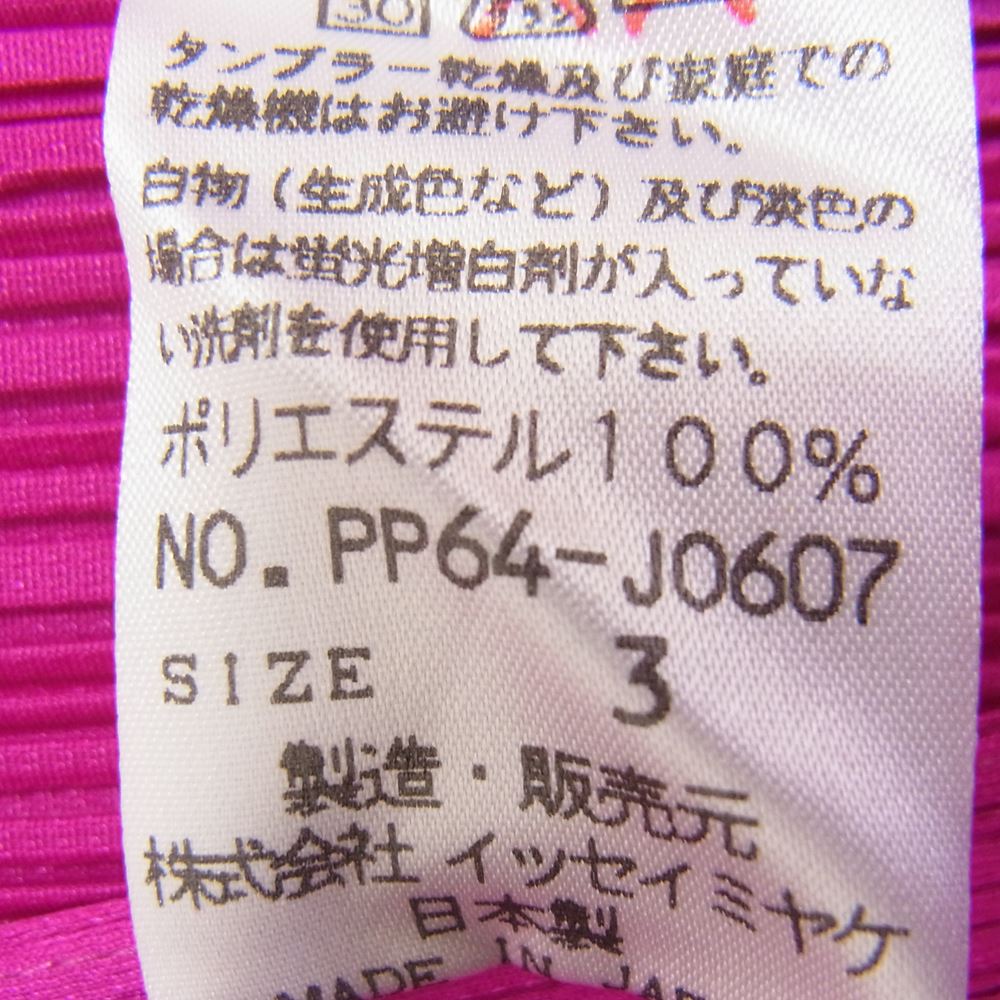 30
タンブラー乾燥及び家庭での
乾燥機はお避け下さい。
白物（生成色など）及び淡色の
場合は蛍光増白剤が入っていな
い洗剤を使用して下さい。
ポリエステル100%
NO. PP64-J0607
SIZE 3
製造・販売元
株式会社イッセイミヤケ
日本製
MADE IN JAP